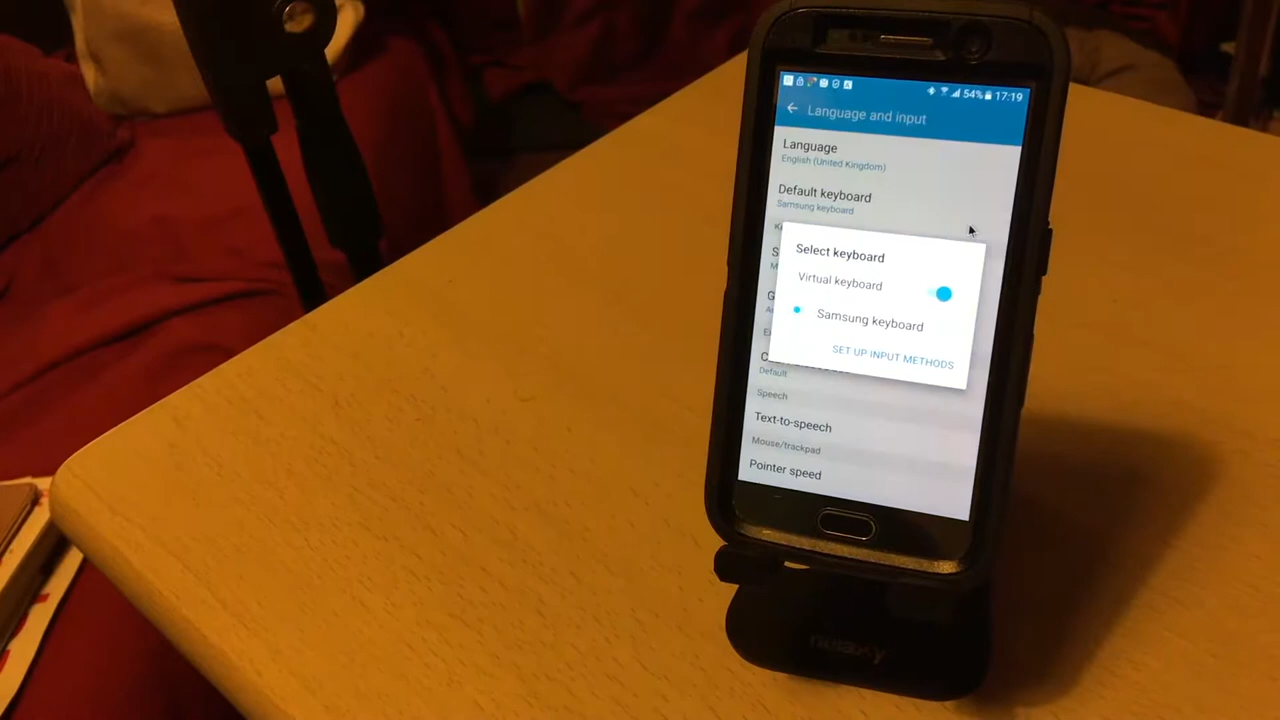 54% 17:19
Language and input
Language
English (United Kingdom)
Default keyboard
Samsung keyboard
K
Select keyboard
S
Virtual keyboard
M
G
Samsung keyboard
A
E
SET UP INPUT METHODS
C
Default
Speech
Text-to-speech
Mouse/trackpad
Pointer speed